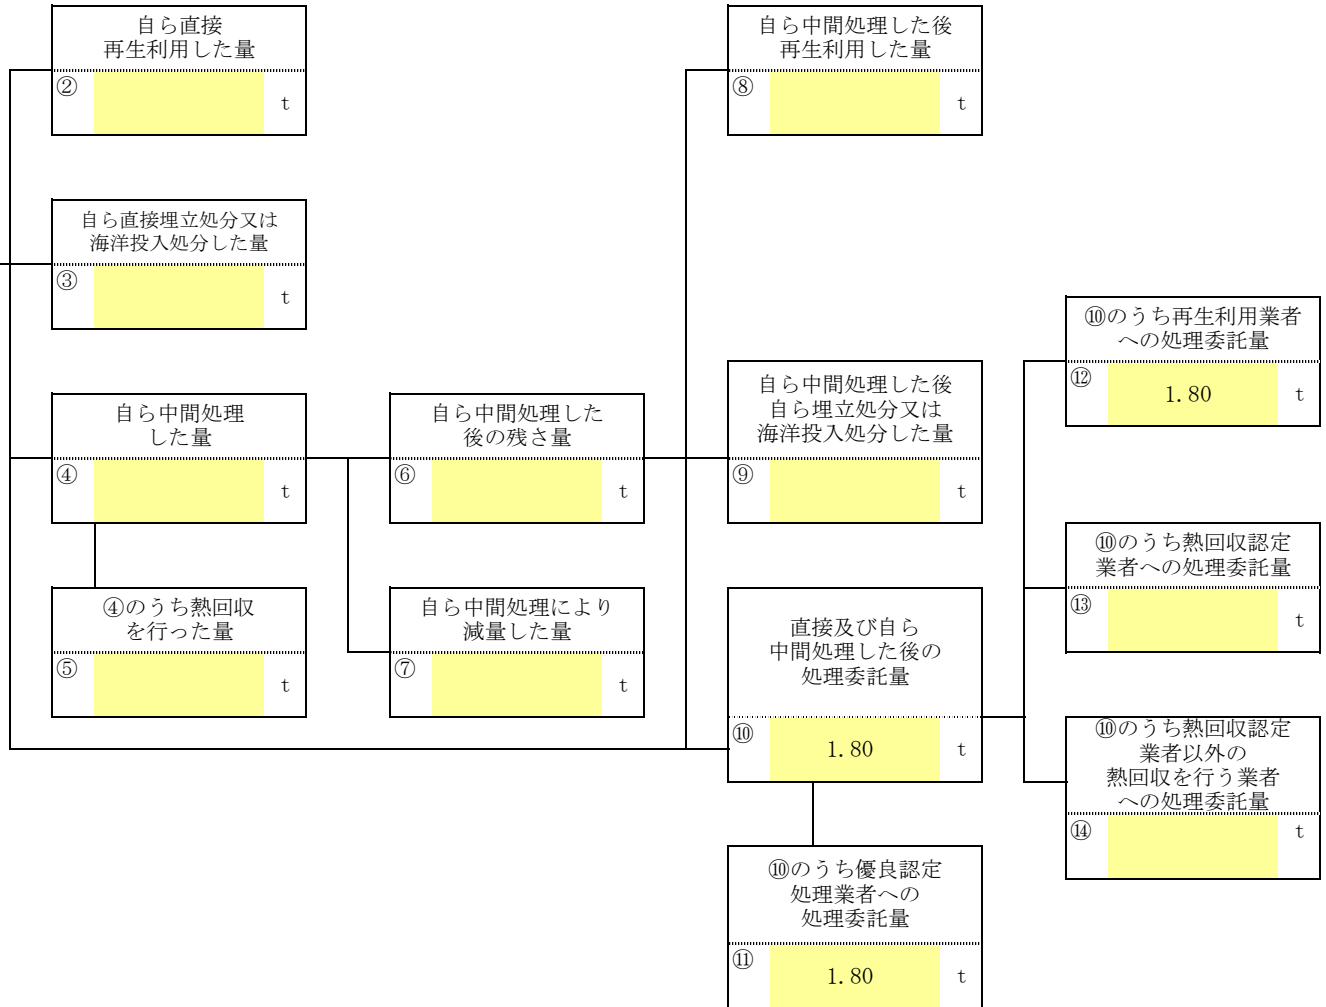 自ら直接
再生利用した量
②
t
自ら中間処理した後
再生利用した量
⑧
t
自ら直接埋立処分又は
海洋投入処分した量
③
t
⑩のうち再生利用業者
への処理委託量
⑫
1.80
t
自ら中間処理
した量
④
t
自ら中間処理した
後の残さ量
⑥
t
自ら中間処理した後
自ら埋立処分又は
海洋投入処分した量
⑨
t
⑩のうち熱回収認定
業者への処理委託量
⑬
t
④のうち熱回収
を行った量
⑤
t
自ら中間処理により
減量した量
⑦
t
直接及び自ら
中間処理した後の
処理委託量
⑩
1.80
t
⑩のうち熱回収認定
業者以外の
熱回収を行う業者
への処理委託量
⑭
t
⑩のうち優良認定
処理業者への
処理委託量
⑪
1.80
t